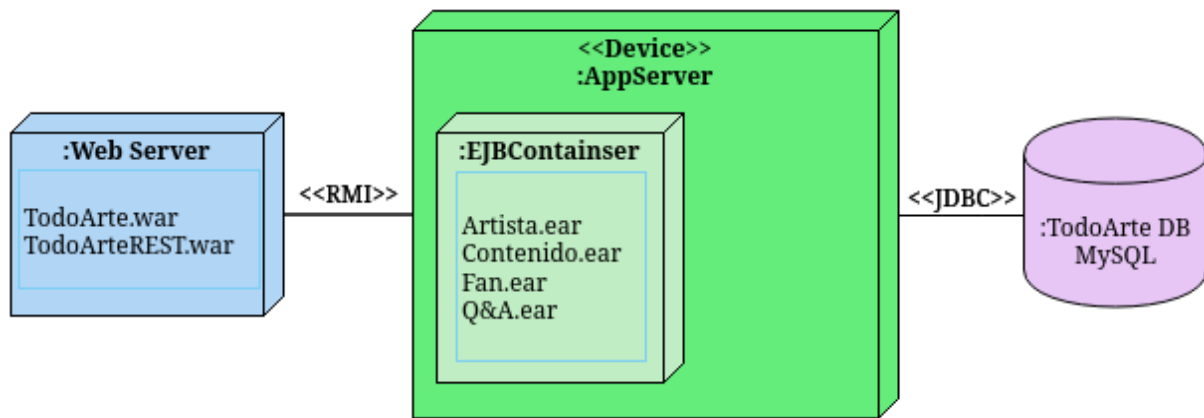 <<Device>>
:AppServer
:Web Server
TodoArte.war
TodoArteREST.war
<<RMI>>
:EJBContainser
Artista.ear
Contenido.ear
Fan.ear
Q&A.ear
<<JDBC>>
:TodoArte DB
MySQL